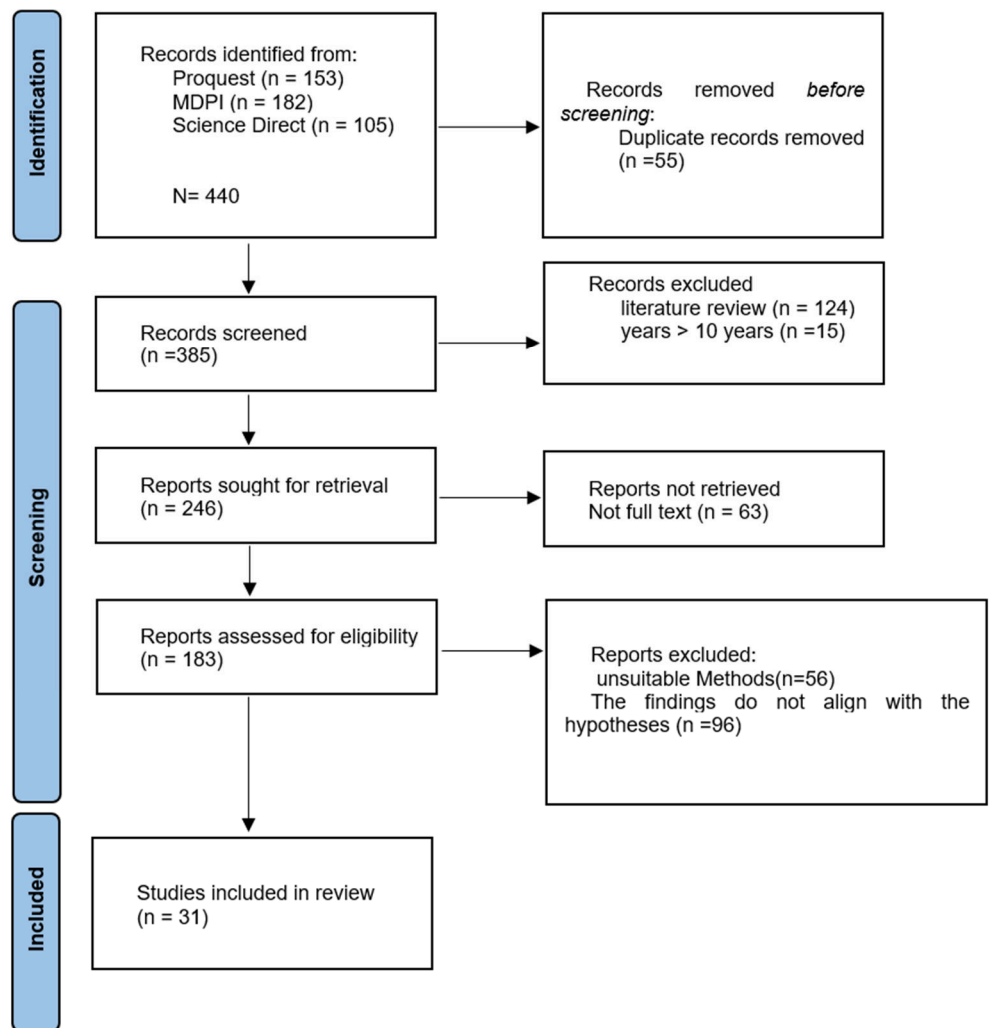 Identification
Records identified from:
Proquest (n = 153)
MDPI (n = 182)
Science Direct (n = 105)
N= 440
Records removed before
screening:
Duplicate records removed
(n =55)
Screening
Records screened
(n =385)
Records excluded
literature review (n = 124)
years > 10 years (n =15)
Reports sought for retrieval
(n = 246)
Reports not retrieved
Not full text (n = 63)
Reports assessed for eligibility
(n = 183)
Reports excluded:
unsuitable Methods(n=56)
The findings do not align with the
hypotheses (n =96)
Included
Studies included in review
(n = 31)